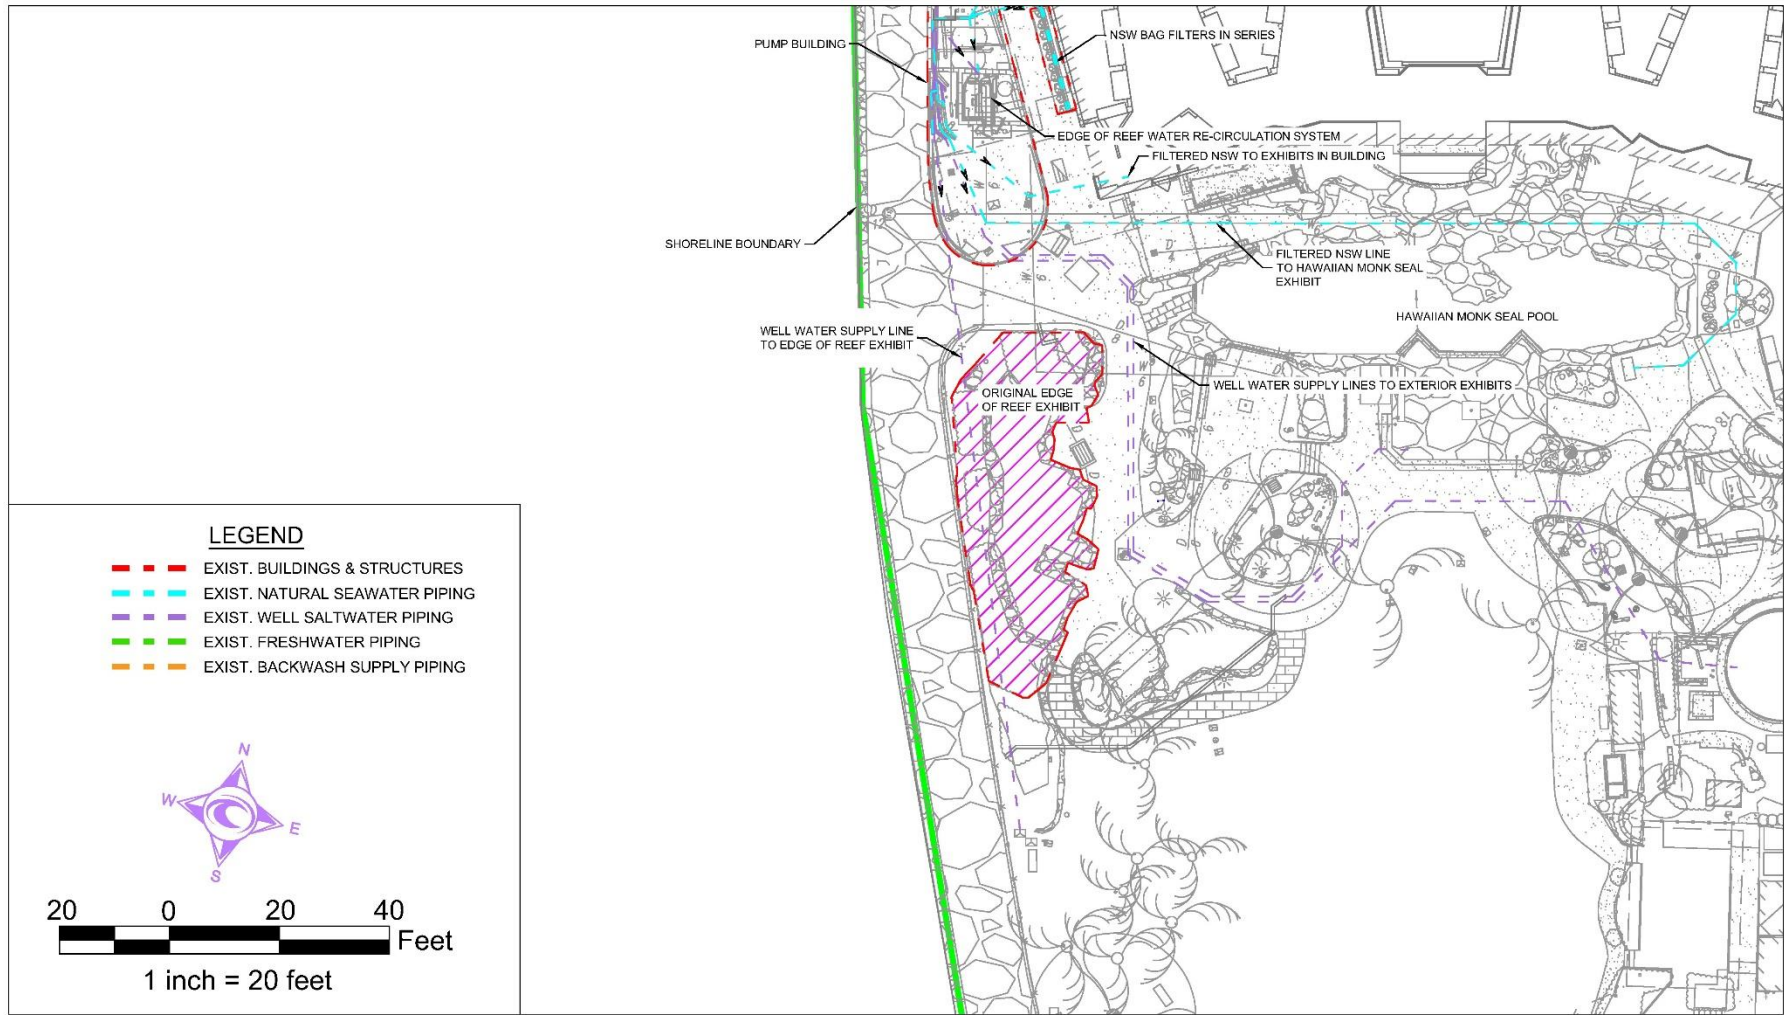 NSW BAG FILTERS IN SERIES
PUMP BUILDING
EDGE OF REEF WATER RE-CIRCULATION SYSTEM
FILTERED NSW TO EXHIBITS IN BUILDING
SHORELINE BOUNDARY
FILTERED NSW LINE
TO HAWAIIAN MONK SEAL
EXHIBIT
HAWAIIAN MONK SEAL POOL
WELL WATER SUPPLY LINE
TO EDGE OF REEF EXHIBIT
WELL WATER SUPPLY LINES TO EXTERIOR EXHIBITS
ORIGINAL EDGE
OF REEF EXHIBIT
LEGEND
EXIST. BUILDINGS & STRUCTURES
EXIST. NATURAL SEAWATER PIPING
EXIST. WELL SALTWATER PIPING
EXIST. FRESHWATER PIPING
EXIST. BACKWASH SUPPLY PIPING
N
W
E
S
20 0 20 40
Feet
1 inch = 20 feet